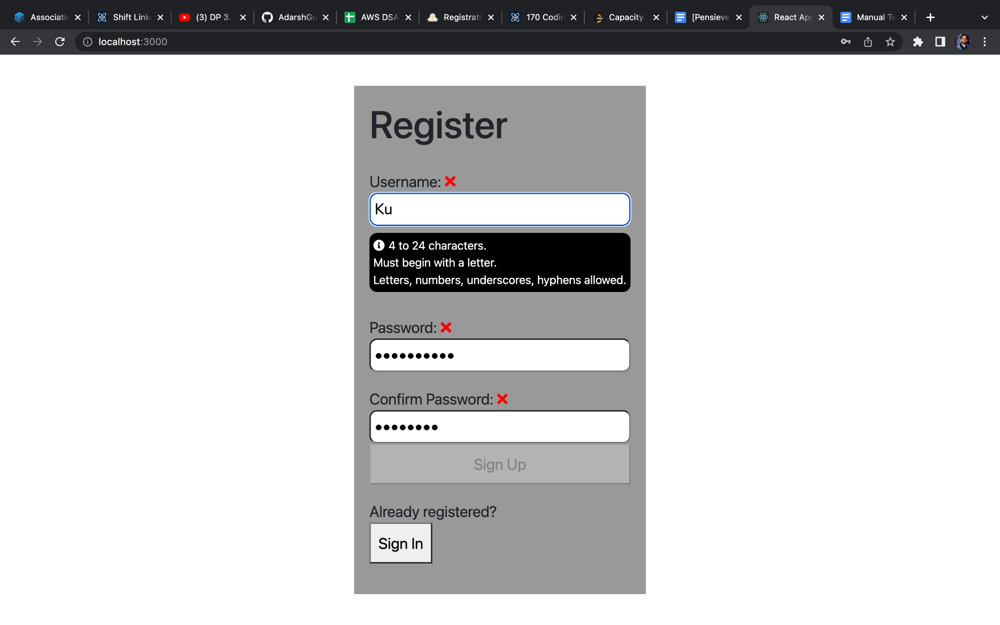 Associatio
Shift Link
(3) DP 3.
AdarshGu
AWS DSA
Registrati
170 Codin
Capacity
[Pensieve
React App
Manual Te
localhost:3000
Register
Username:
Ku
4 to 24 characters.
Must begin with a letter.
Letters, numbers, underscores, hyphens allowed.
Password:
Confirm Password:
Sign Up
Already registered?
Sign In